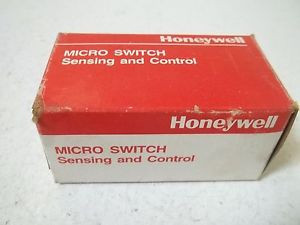 Honeywell
MICRO SWITCH
Sensing and Control
Honeywell
MICRO SWITCH
Sensing and Control